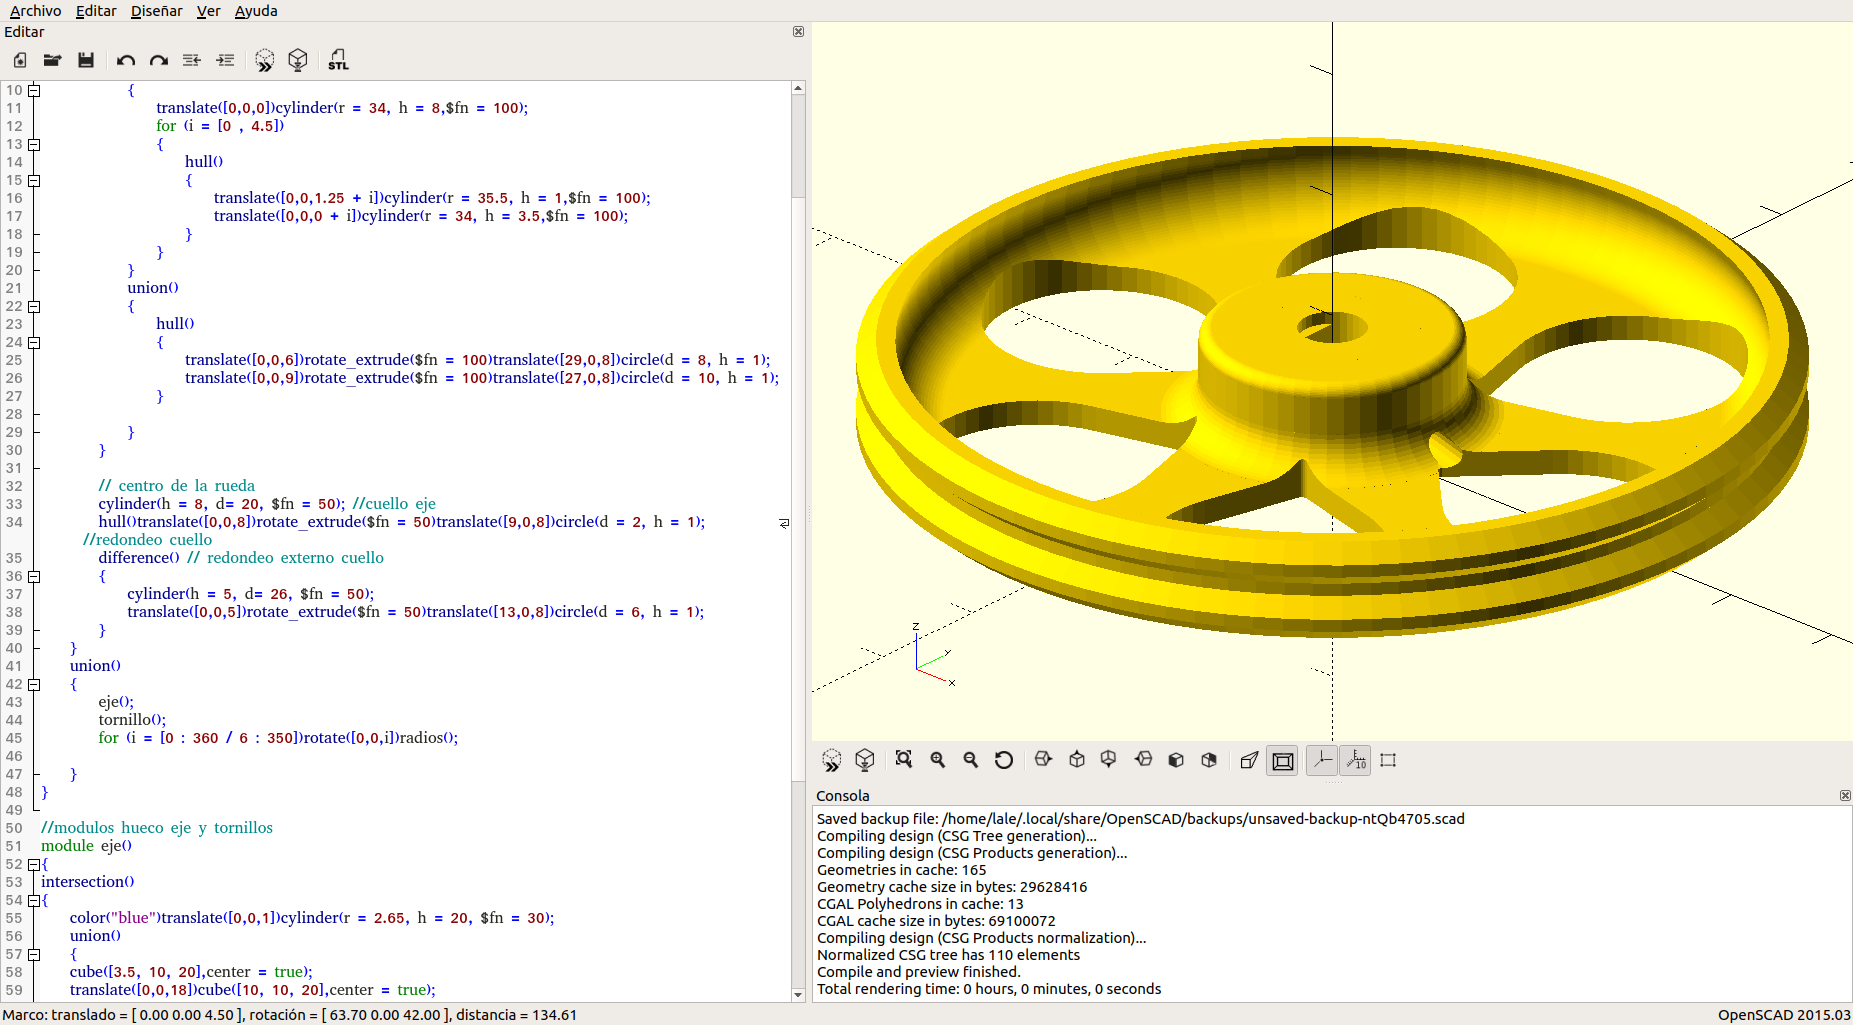 Archivo Editar Diseñar Ver Ayuda
Editar
STL
10 {
11 translate([0,0,0])cylinder(r = 34, h = 8,$fn = 100);
12 for (i = [0 , 4.5])
13 {
14 hull()
15 {
16 translate([0,0,1.25 + i])cylinder(r = 35.5, h = 1,$fn = 100);
17 translate([0,0,0 + i])cylinder(r = 34, h = 3.5,$fn = 100);
18 }
19 }
20 }
21 union()
22 {
23 hull()
24 {
25 translate([0,0,6])rotate_extrude($fn = 100)translate([29,0,8])circle(d = 8, h = 1);
26 translate([0,0,9])rotate_extrude($fn = 100)translate([27,0,8])circle(d = 10, h = 1);
27 }
28
29 }
30 }
31
32 // centro de la rueda
33 cylinder(h = 8, d= 20, $fn = 50); //cuello eje
34 hull()translate([0,0,8])rotate_extrude($fn = 50)translate([9,0,8])circle(d = 2, h = 1);
//redondeo cuello
35 difference() // redondeo externo cuello
36 {
37 cylinder(h = 5, d= 26, $fn = 50);
38 translate([0,0,5])rotate_extrude($fn = 50)translate([13,0,8])circle(d = 6, h = 1);
39 }
40 }
41 union()
42 {
43 eje();
44 tornillo();
45 for (i = [0 : 360 / 6 : 350])rotate([0,0,i])radios();
46
47 }
48 }
49
50 //modulos hueco eje y tornillos
51 module eje()
52 {
53 intersection()
54 {
55 color("blue")translate([0,0,1])cylinder(r = 2.65, h = 20, $fn = 30);
56 union()
57 {
58 cube([3.5, 10, 20],center = true);
59 translate([0,0,18])cube([10, 10, 20],center = true);
z
y
x
10
Consola
Saved backup file: /home/lale/.local/share/OpenSCAD/backups/unsaved-backup-ntQb4705.scad
Compiling design (CSG Tree generation)...
Compiling design (CSG Products generation)...
Geometries in cache: 165
Geometry cache size in bytes: 29628416
CGAL Polyhedrons in cache: 13
CGAL cache size in bytes: 69100072
Compiling design (CSG Products normalization)...
Normalized CSG tree has 110 elements
Compile and preview finished.
Total rendering time: 0 hours, 0 minutes, 0 seconds
Marco: translado = [ 0.00 0.00 4.50 ], rotación = [ 63.70 0.00 42.00 ], distancia = 134.61
OpenSCAD 2015.03